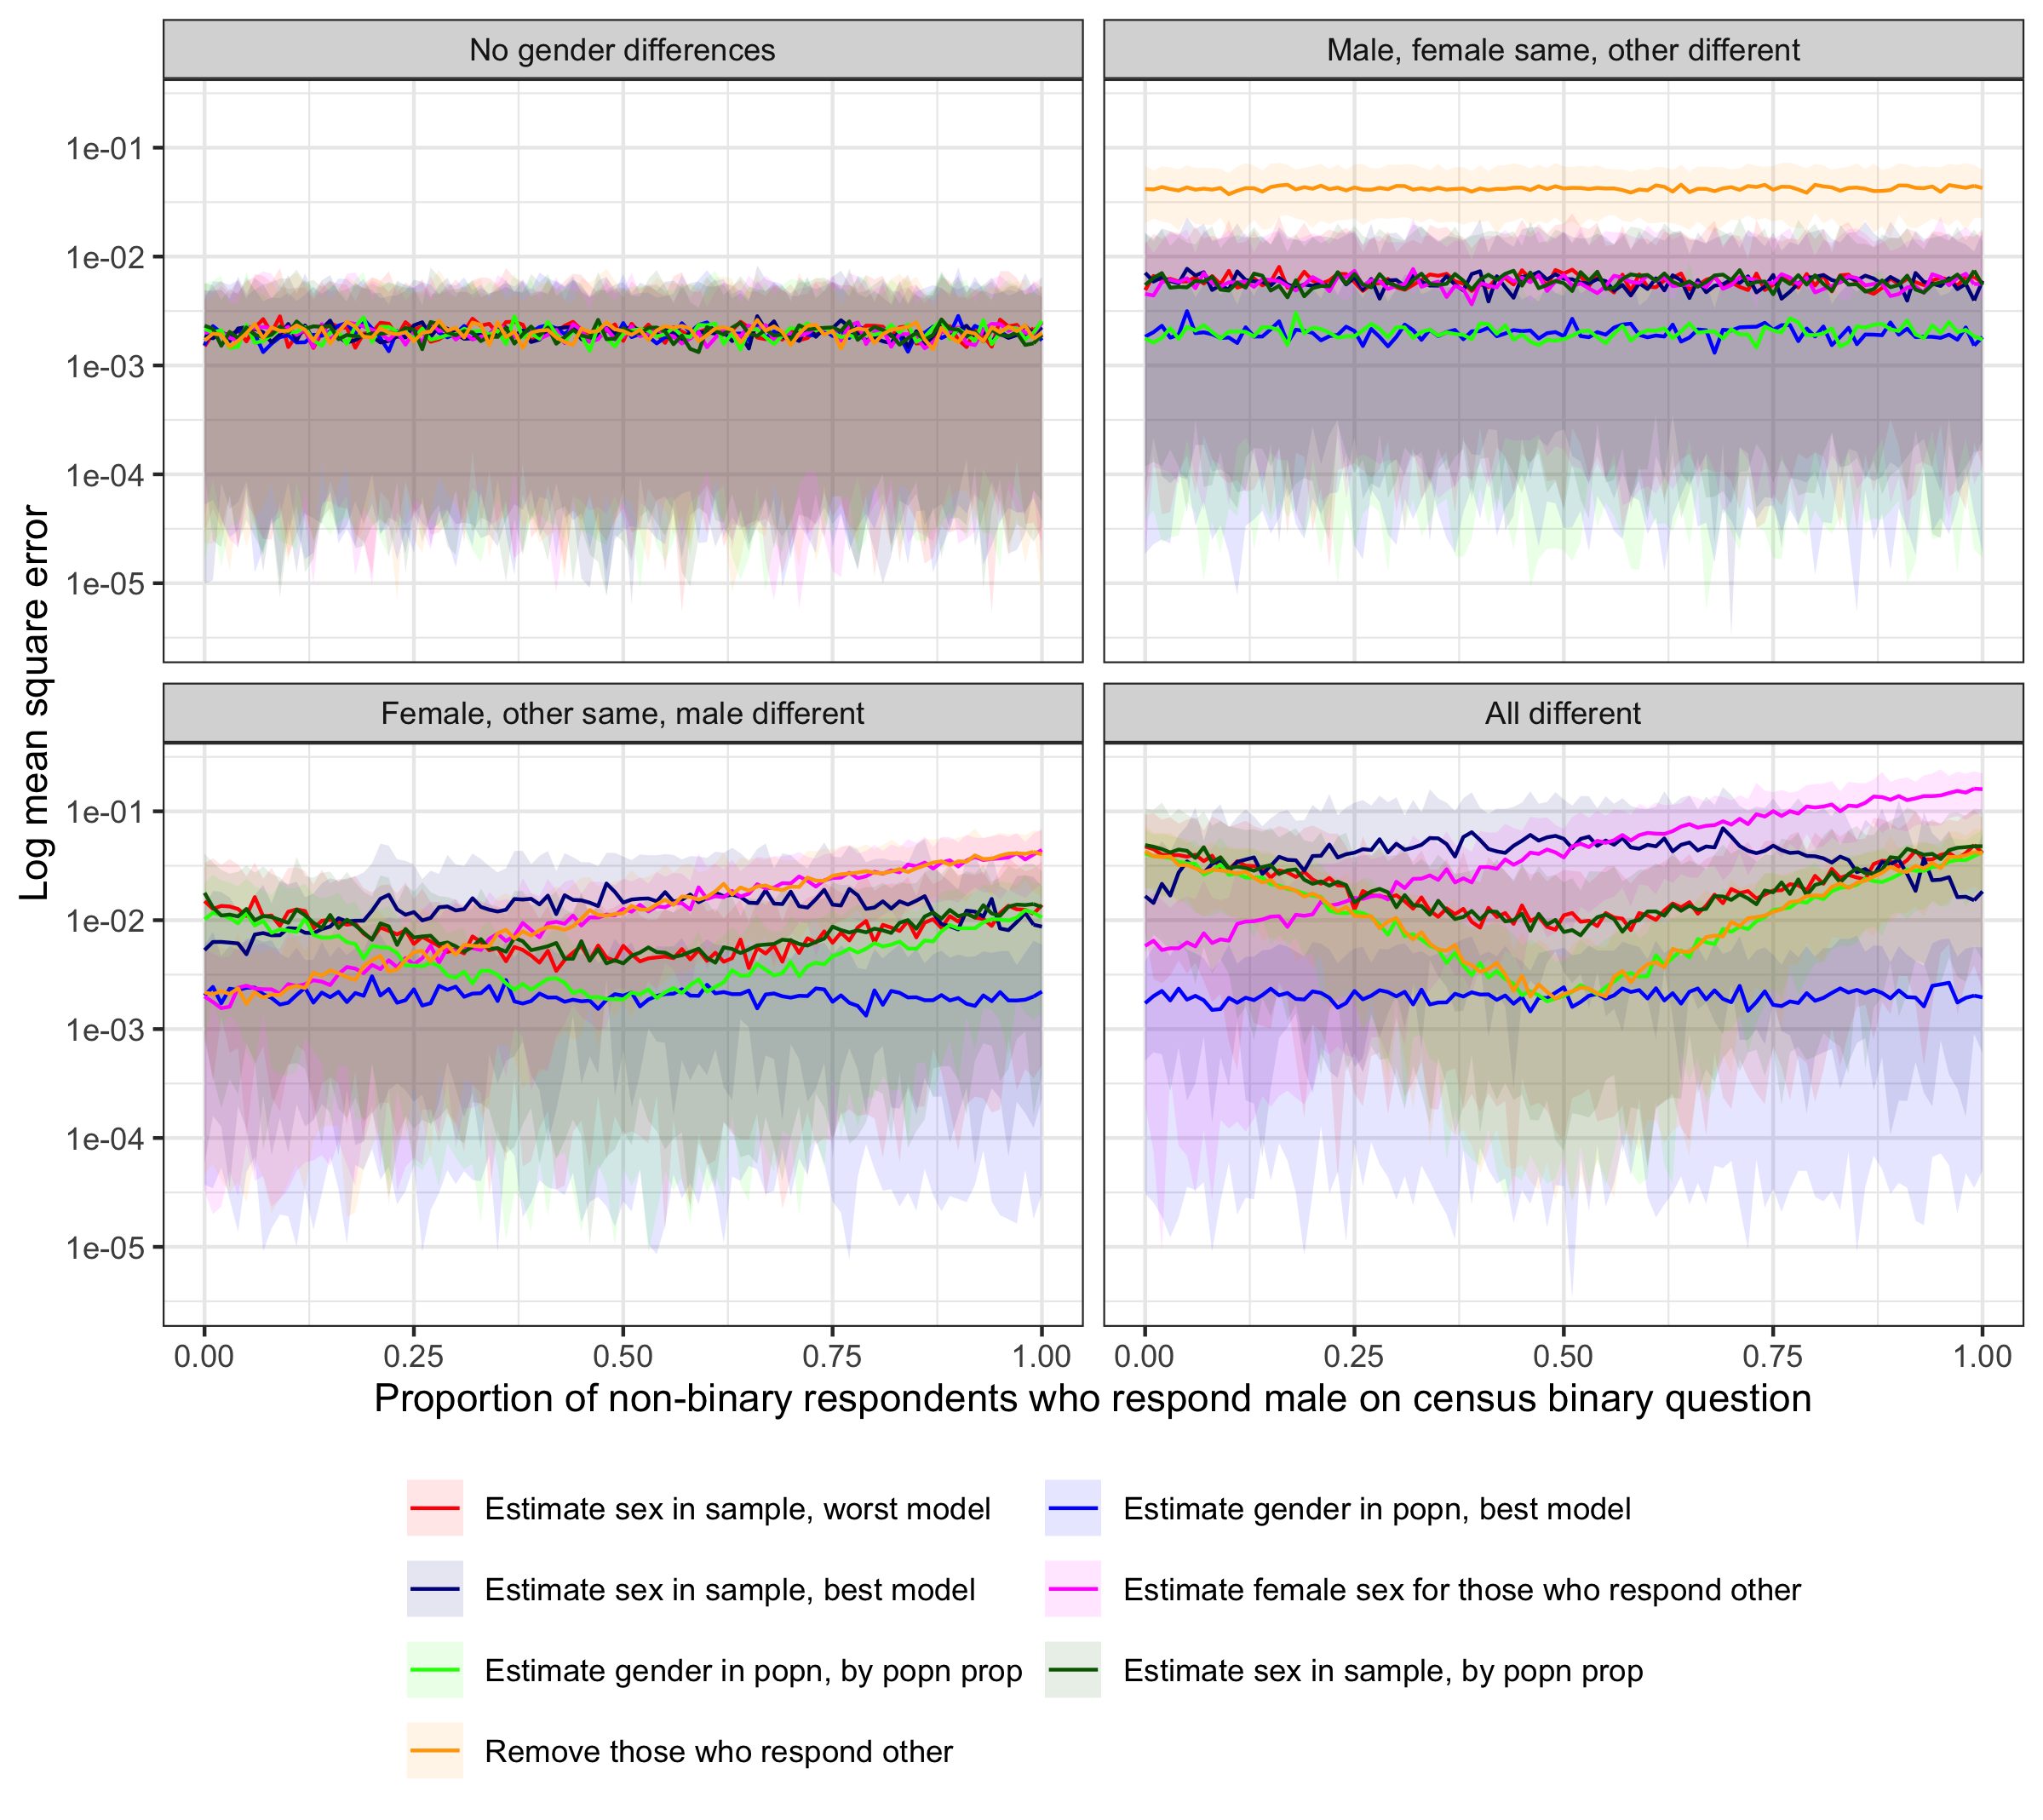 No gender differences
Male, female same, other different
1e-01
1e-02
1e-03
1e-04
1e-05
Log mean square error
Female, other same, male different
All different
1e-01
1e-02
1e-03
1e-04
1e-05
0.00 0.25 0.50 0.75 1.00
0.00 0.25 0.50 0.75 1.00
Proportion of non-binary respondents who respond male on census binary question
Estimate sex in sample, worst model
Estimate gender in popn, best model
Estimate sex in sample, best model
Estimate female sex for those who respond other
Estimate gender in popn, by popn prop
Estimate sex in sample, by popn prop
Remove those who respond other